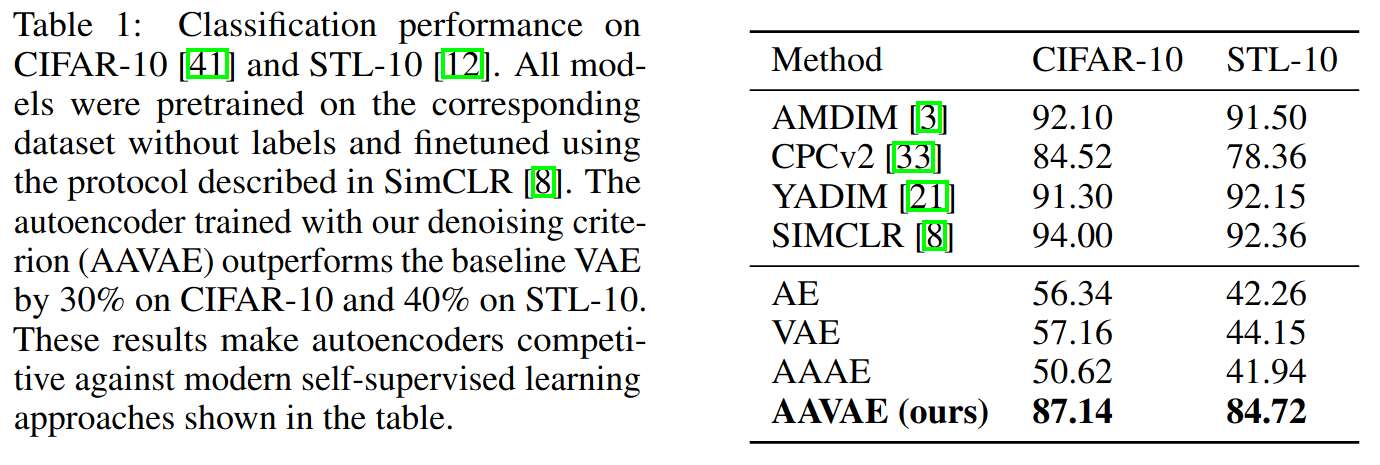 Table 1: Classification performance on
CIFAR-10 [41] and STL-10 [12]. All mod-
els were pretrained on the corresponding
dataset without labels and finetuned using
the protocol described in SimCLR [8]. The
autoencoder trained with our denoising crite-
rion (AAVAE) outperforms the baseline VAE
by 30% on CIFAR-10 and 40% on STL-10.
These results make autoencoders competi-
tive against modern self-supervised learning
approaches shown in the table.
Method CIFAR-10 STL-10
AMDIM [3] 92.10 91.50
CPCv2 [33] 84.52 78.36
YADIM [21] 91.30 92.15
SIMCLR [8] 94.00 92.36
AE 56.34 42.26
VAE 57.16 44.15
AAAE 50.62 41.94
AAVAE (ours) 87.14 84.72